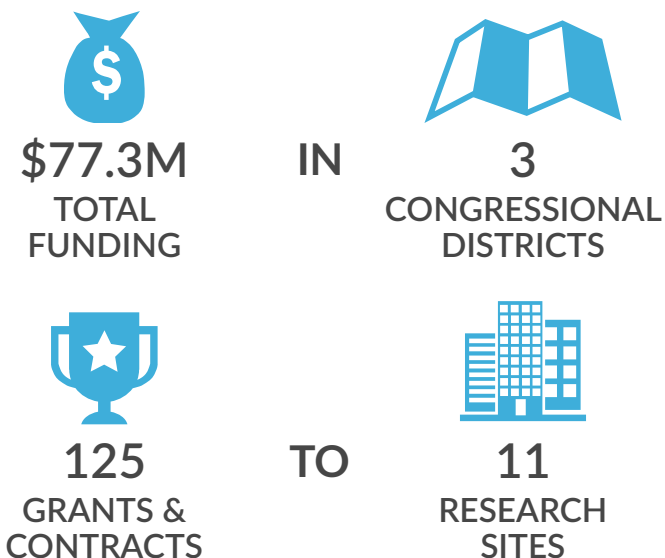 $
$77.3M IN 3
TOTAL FUNDING
CONGRESSIONAL DISTRICTS
125 TO 11
GRANTS & CONTRACTS
RESEARCH SITES